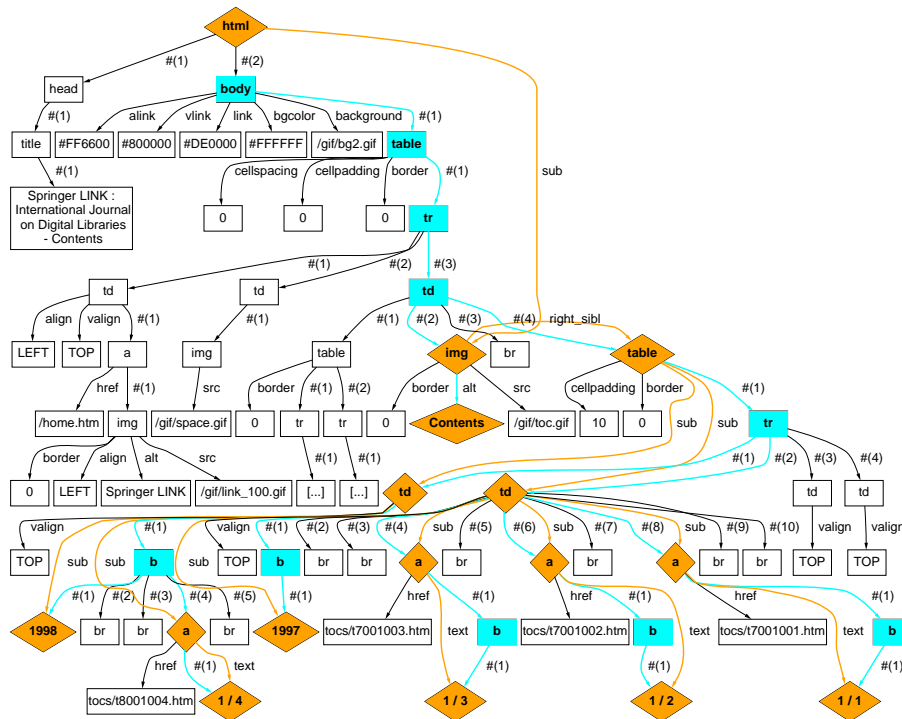 html
#(1)
#(2)
head
body
#(1)
alink
vlink
link
bgcolor
background
#(1)
title
#FF6600
#800000
#DE0000
#FFFFFF
/gif/bg2.gif
table
#(1)
cellspacing
cellpadding
border
#(1)
sub
Springer LINK :
International Journal
on Digital Libraries
- Contents
0
0
0
tr
#(1)
#(2)
#(3)
td
td
td
align
valign
#(1)
#(1)
#(1)
#(2)
#(3)
#(4)
right_sibl
LEFT
TOP
a
img
table
img
br
table
href
#(1)
src
border
#(1)
#(2)
border
alt
src
cellpadding
border
#(1)
/home.htm
img
/gif/space.gif
0
tr
tr
0
Contents
/gif/toc.gif
10
0
tr
border
align
alt
src
#(1)
#(1)
sub
sub
#(1)
#(2)
#(3)
#(4)
0
LEFT
Springer LINK
/gif/link_100.gif
[...]
[...]
td
td
td
td
valign
#(1)
valign
#(1)
#(2)
#(3)
#(4)
sub
#(5)
#(6)
sub
#(7)
#(8)
sub
#(9)
#(10)
valign
valign
TOP
sub
b
sub
TOP
b
br
br
a
br
a
br
a
br
br
TOP
TOP
#(1)
#(2)
#(3)
#(4)
#(5)
#(1)
href
#(1)
href
#(1)
href
#(1)
1998
br
br
a
br
1997
tocs/t7001003.htm
text
b
tocs/t7001002.htm
b
text
tocs/t7001001.htm
text
b
href
#(1)
text
#(1)
#(1)
#(1)
tocs/t8001004.htm
1 / 4
1 / 3
1 / 2
1 / 1